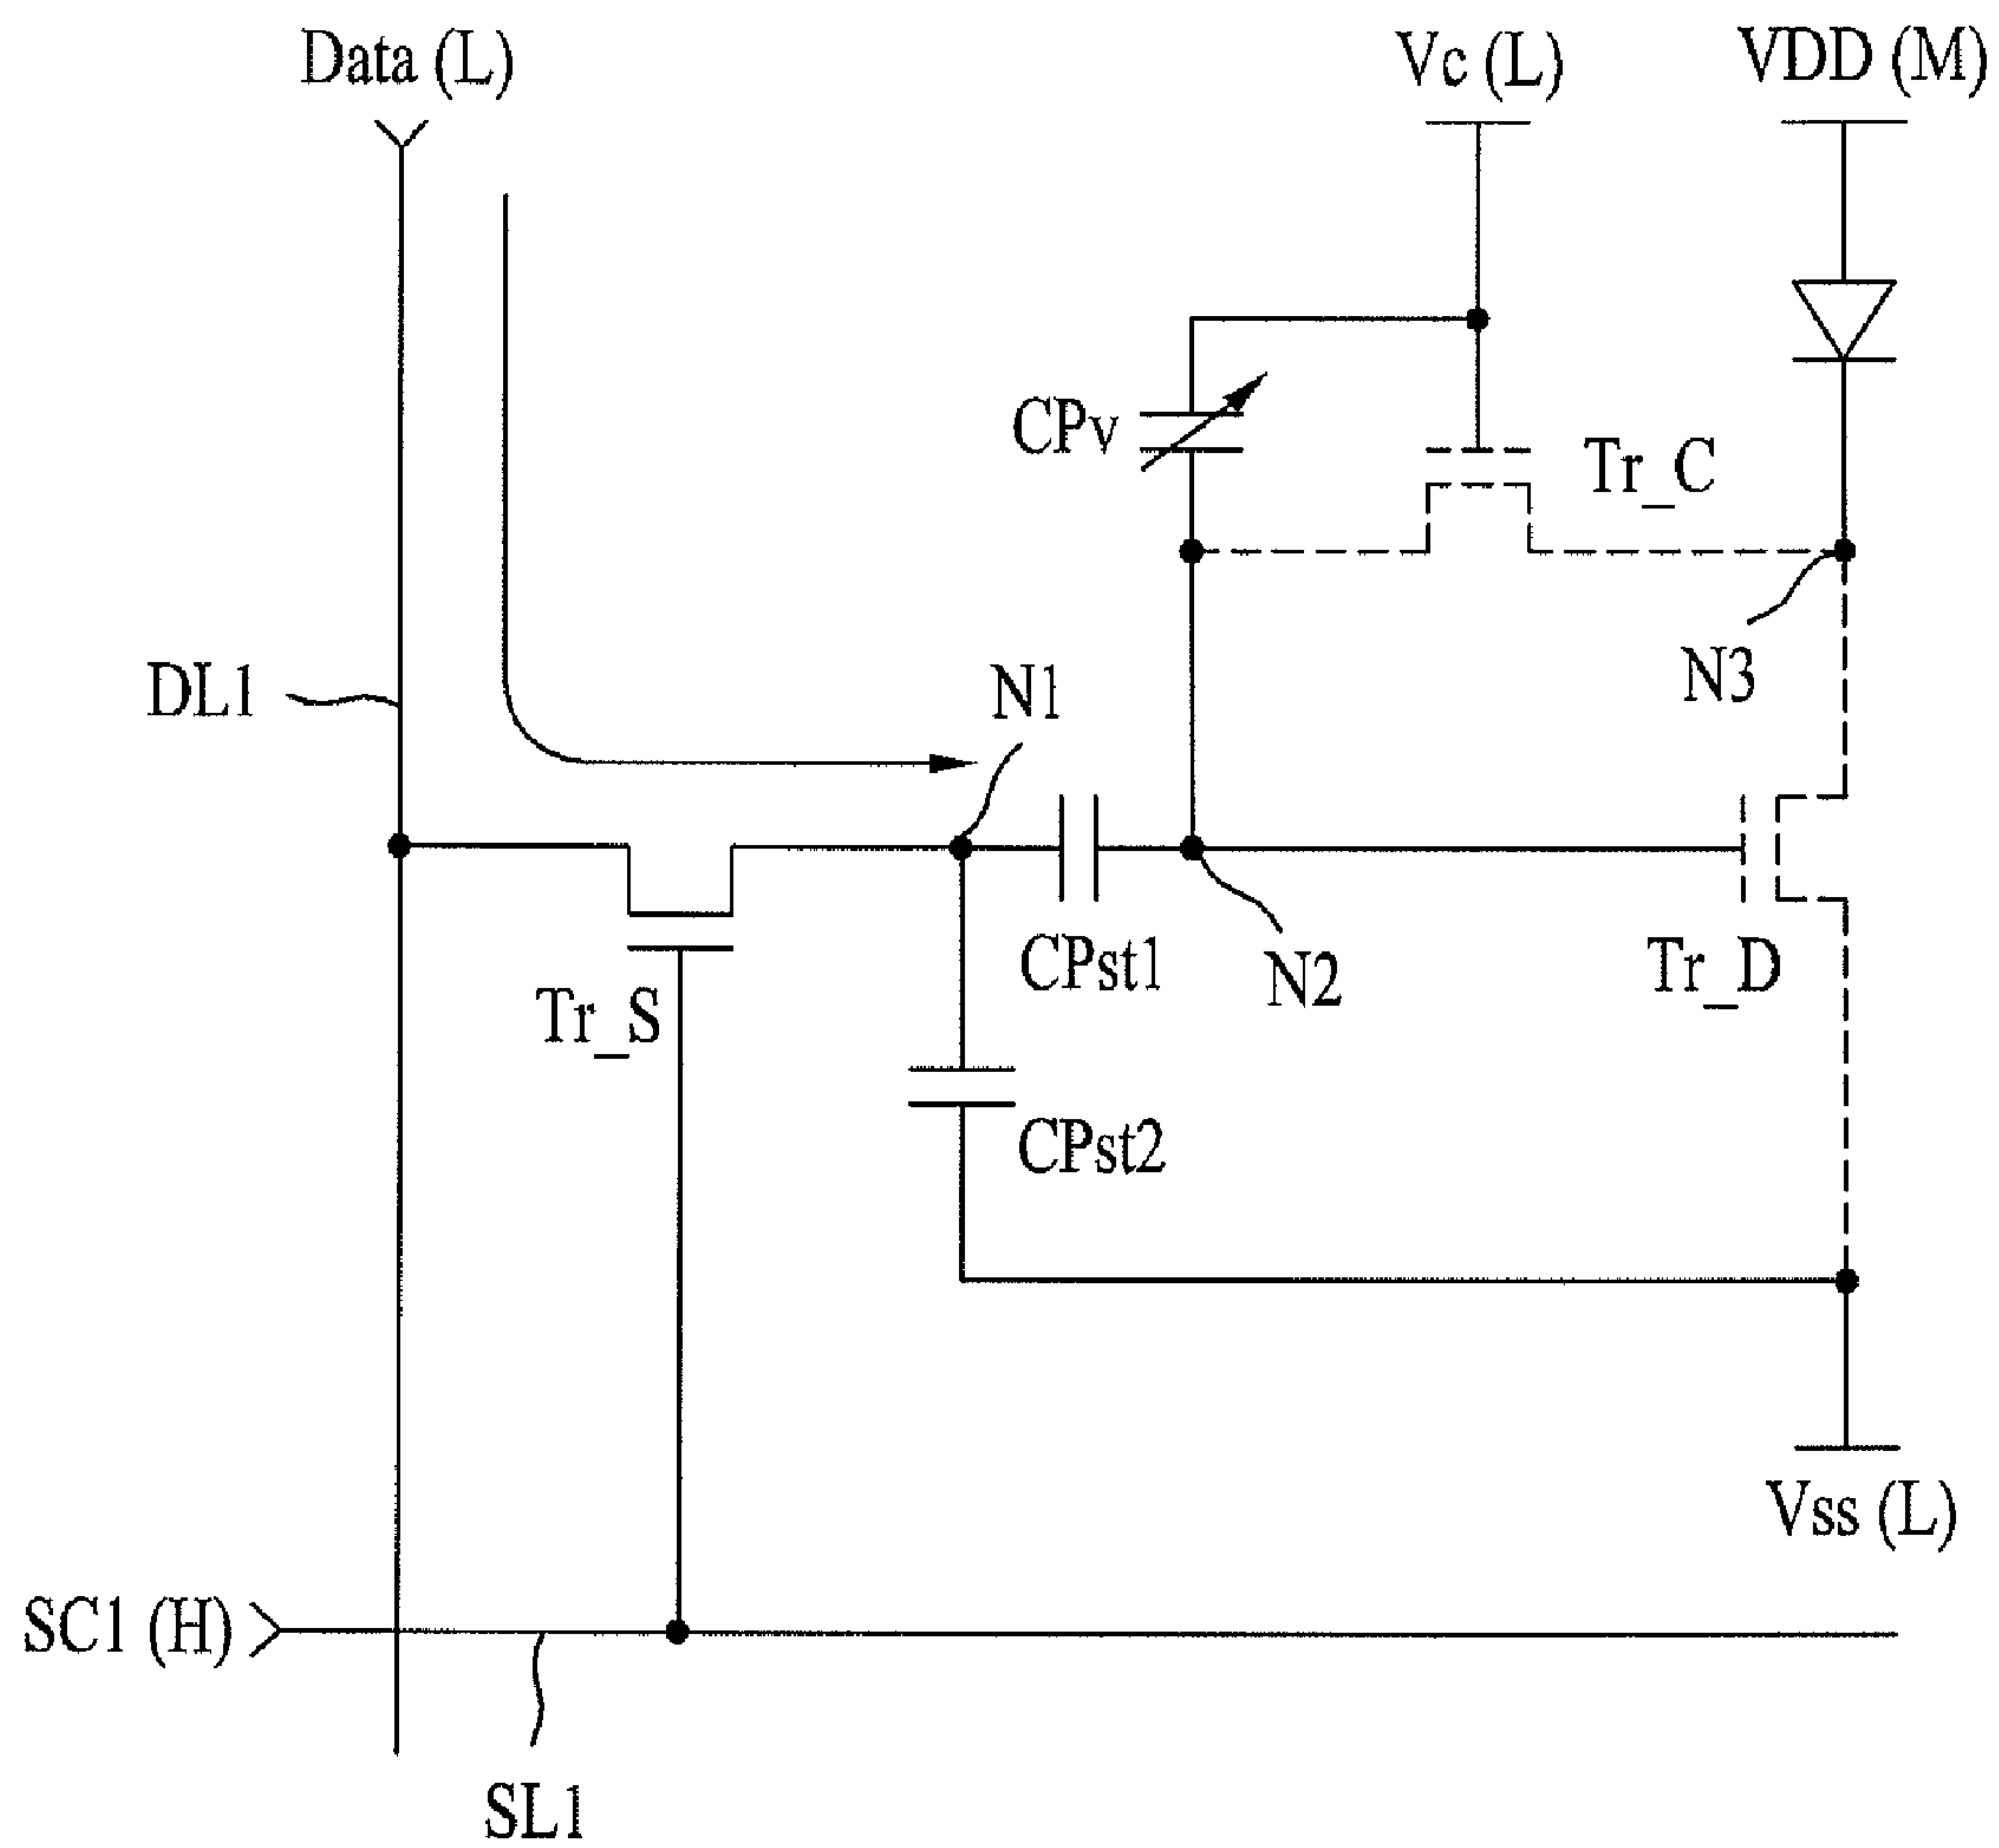 Data (L)
Vc (L)
VDD (M)
CPv
Tr_C
DL1
N1
N3
CPst1
N2
Tr_D
Tr_S
CPst2
Vss (L)
SC1 (H)
SL1